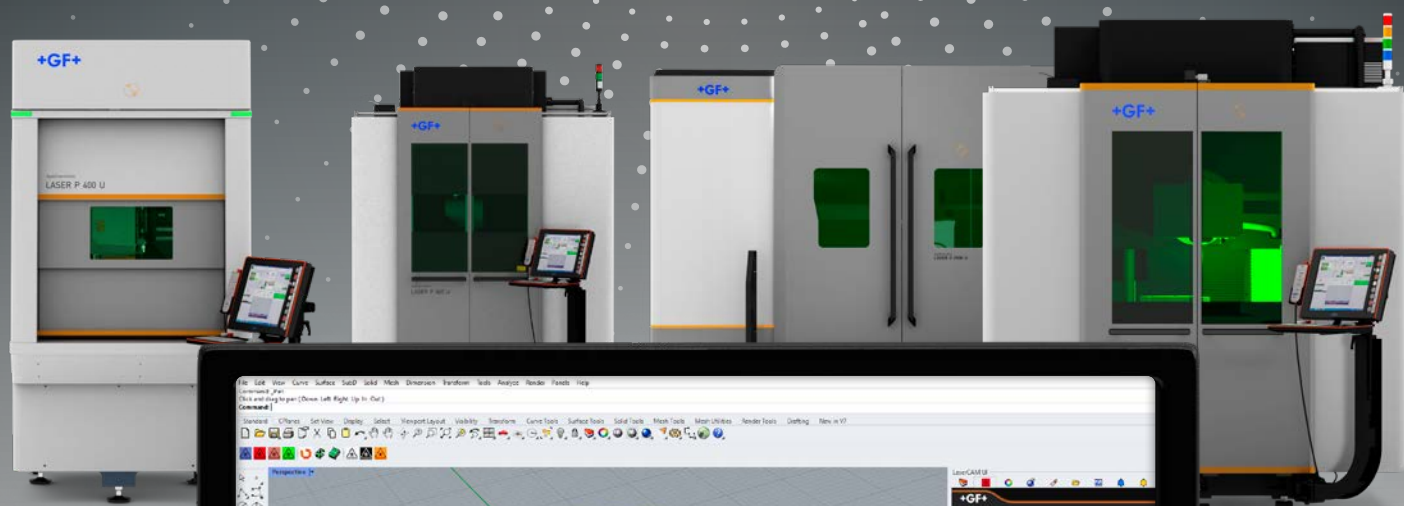 +GF+
+GF+
+GF+
+GF+
LASER P 400 U
File Edit View Curve Surface SubD Solid Mesh Dimension Transform Tools Analyze Render Panels Help
Click and drag to pan ( Down Left Right Up In Out )
Command:
Standard CPlanes Set View Display Select Viewport Layout Visibility Transform Curve Tools Surface Tools Solid Tools Mesh Tools Mesh Utilities Render Tools Drafting New in V7
Perspective
LaserCAM UI
+GF+